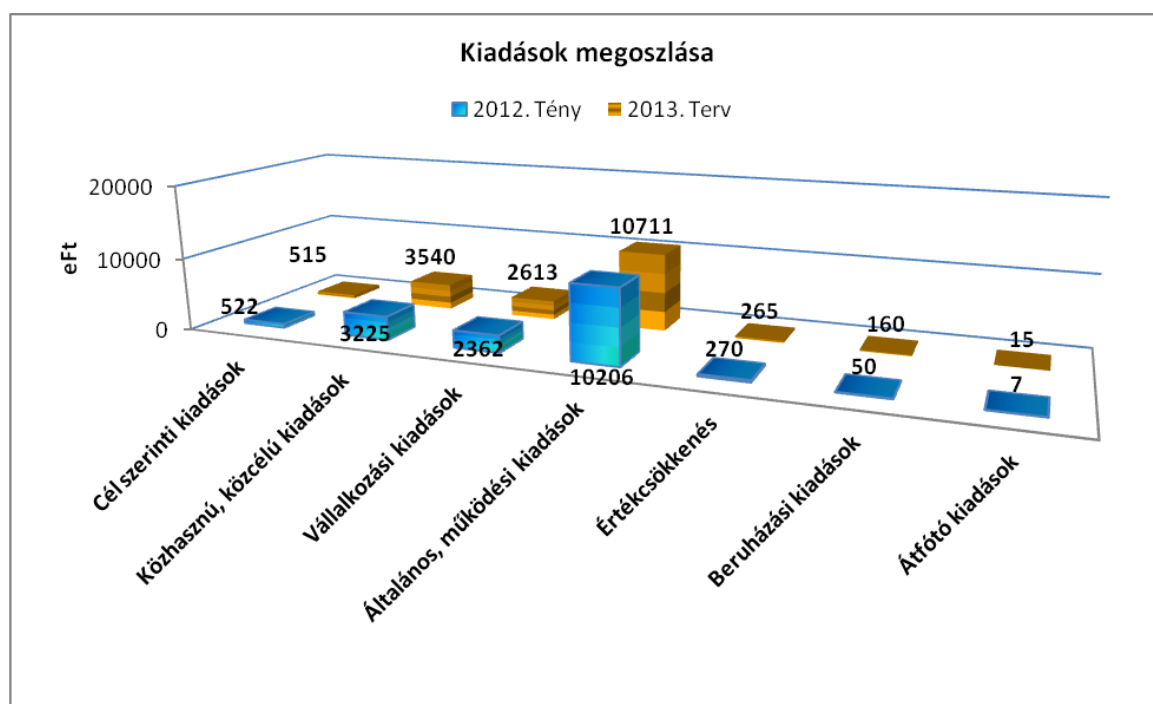 Kiadások megoszlása
2012. Tény
2013. Terv
eFt
20000
10000
0
515
3540
2613
10711
265
160
15
522
3225
2362
10206
270
50
7
Cél szerinti kiadások
Közhasznú, közcélú kiadások
Vállalkozási kiadások
Általános, működési kiadások
Értékcsökkenés
Beruházási kiadások
Átfótó kiadások